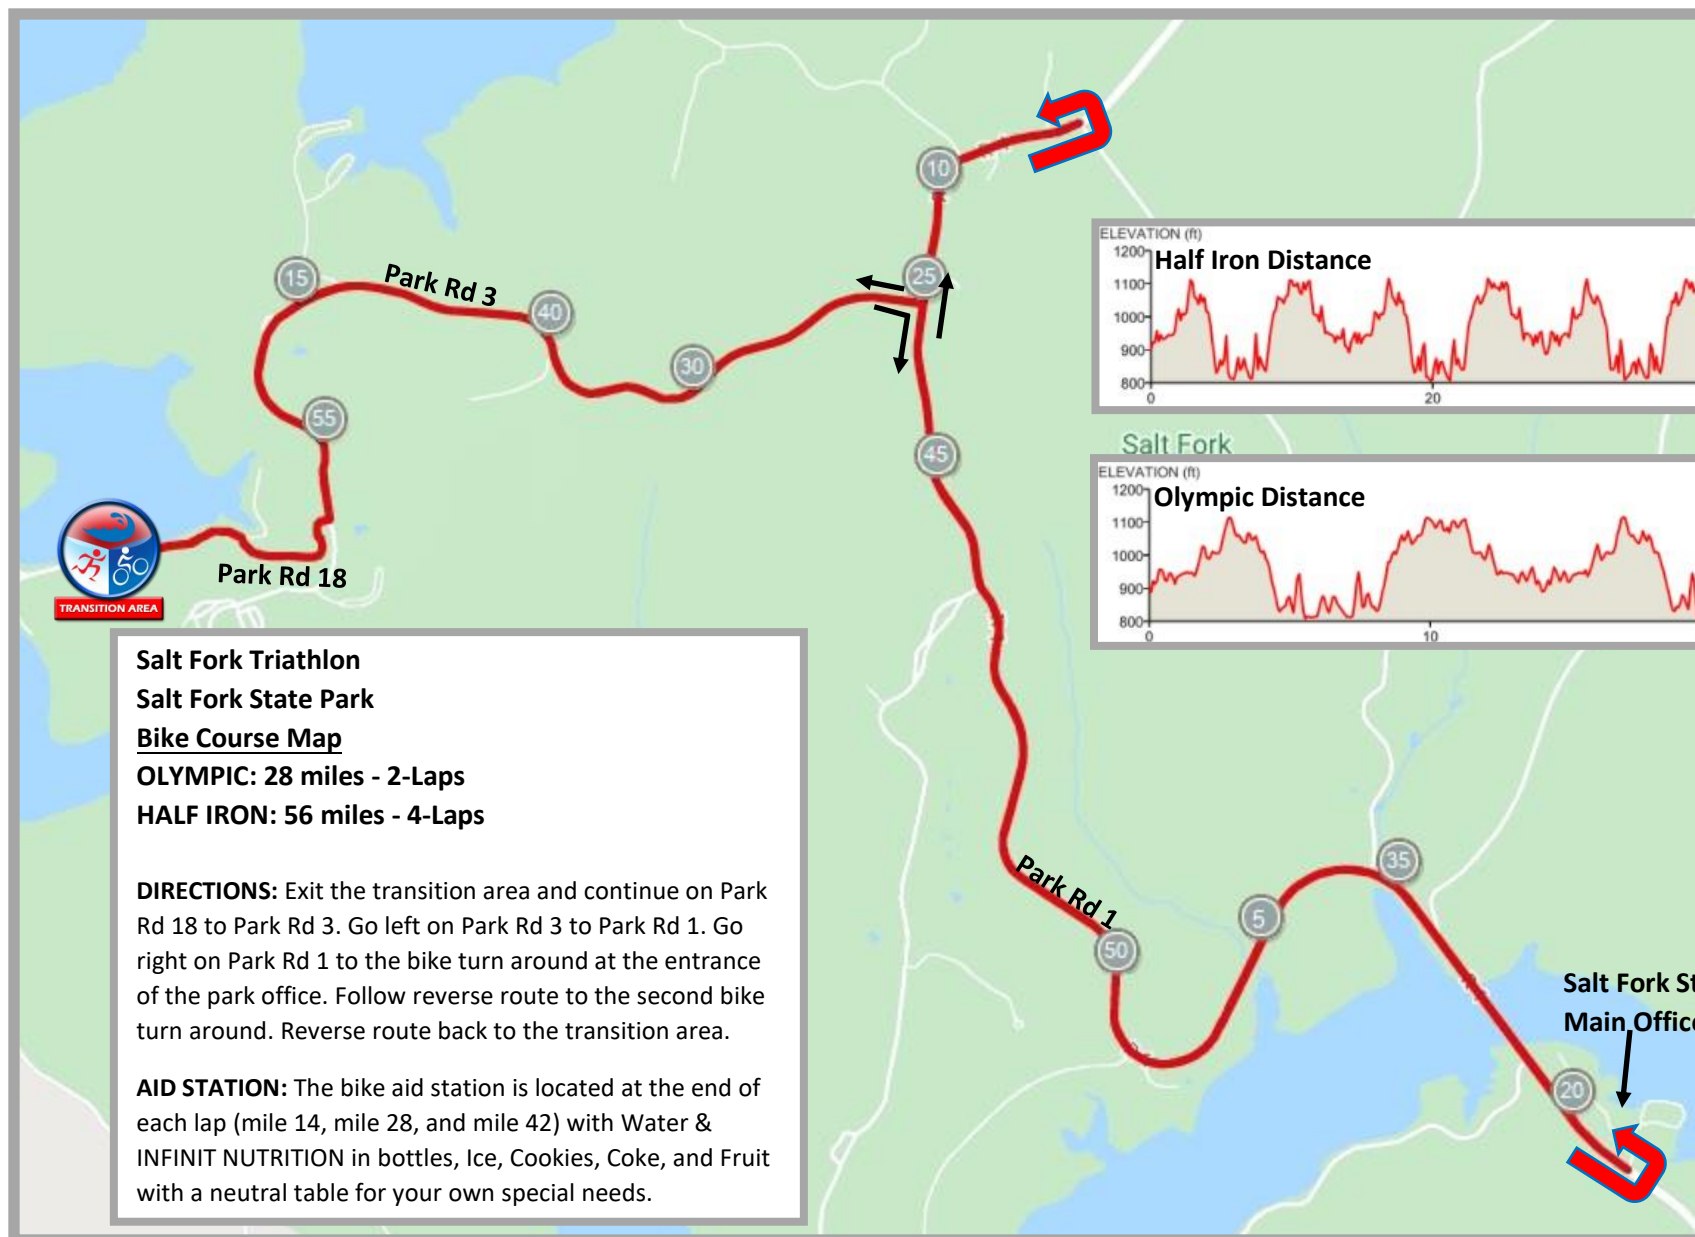 10
25
15
Park Rd 3
40
30
55
45
TRANSITION AREA
Park Rd 18
ELEVATION (ft)
Half Iron Distance
1200
1100
1000
900
800
0
20
Salt Fork
ELEVATION (ft)
Olympic Distance
1200
1100
1000
900
800
0
10
Salt Fork Triathlon
Salt Fork State Park
Bike Course Map
OLYMPIC: 28 miles - 2-Laps
HALF IRON: 56 miles - 4-Laps
DIRECTIONS: Exit the transition area and continue on Park
Rd 18 to Park Rd 3. Go left on Park Rd 3 to Park Rd 1. Go
right on Park Rd 1 to the bike turn around at the entrance
of the park office. Follow reverse route to the second bike
turn around. Reverse route back to the transition area.
AID STATION: The bike aid station is located at the end of
each lap (mile 14, mile 28, and mile 42) with Water &
INFINIT NUTRITION in bottles, Ice, Cookies, Coke, and Fruit
with a neutral table for your own special needs.
Park Rd 1
50
5
35
20
Salt Fork St
Main Office